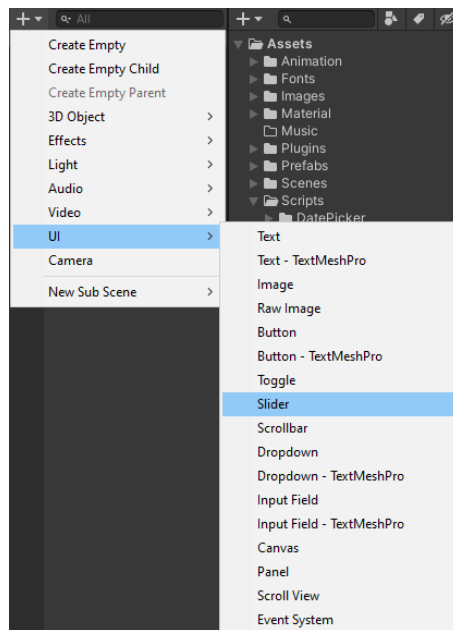 All
Create Empty
Create Empty Child
Create Empty Parent
3D Object
Effects
Light
Audio
Video
UI
Camera
New Sub Scene
Assets
Animation
Fonts
Images
Material
Music
Plugins
Prefabs
Scenes
Scripts
DatePicker
Text
Text - TextMeshPro
Image
Raw Image
Button
Button - TextMeshPro
Toggle
Slider
Scrollbar
Dropdown
Dropdown - TextMeshPro
Input Field
Input Field - TextMeshPro
Canvas
Panel
Scroll View
Event System